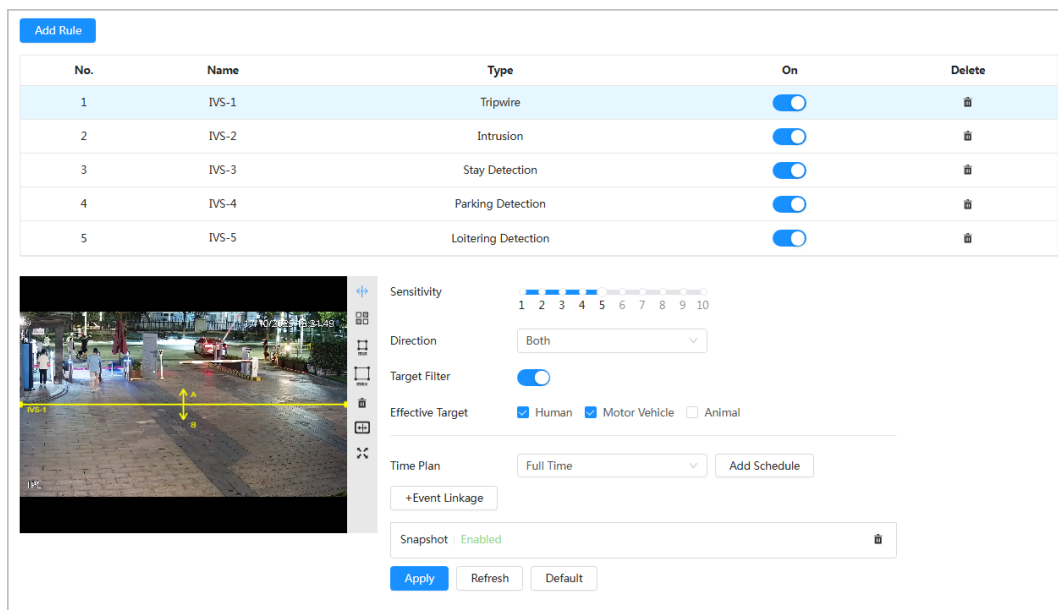 Add Rule
No. Name Type On Delete
1 IVS-1 Tripwire
2 IVS-2 Intrusion
3 IVS-3 Stay Detection
4 IVS-4 Parking Detection
5 IVS-5 Loitering Detection
Sensitivity
1 2 3 4 5 6 7 8 9 10
min
Direction Both
Target Filter
max
A
IVS-1
B
Effective Target Human Motor Vehicle Animal
Time Plan Full Time Add Schedule
IPC
+Event Linkage
Snapshot Enabled
Apply Refresh Default